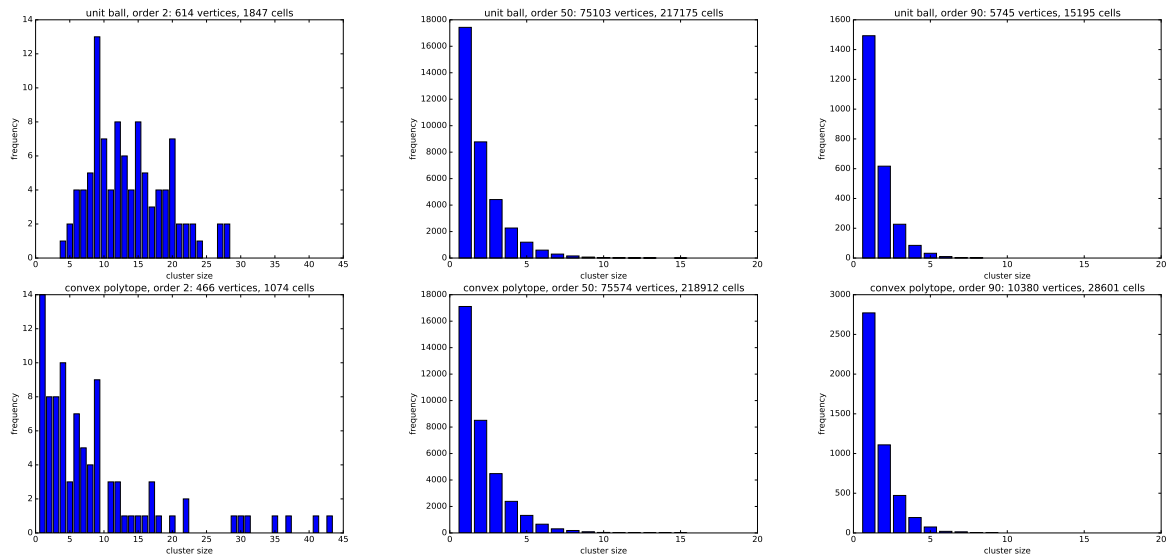 unit ball, order 2: 614 vertices, 1847 cells
14
12
10
8
6
4
2
0
frequency
0 5 10 15 20 25 30 35 40 45
cluster size
unit ball, order 50: 75103 vertices, 217175 cells
18000
16000
14000
12000
10000
8000
6000
4000
2000
0
frequency
0 5 10 15 20
cluster size
unit ball, order 90: 5745 vertices, 15195 cells
1600
1400
1200
1000
800
600
400
200
0
frequency
0 5 10 15 20
cluster size
convex polytope, order 2: 466 vertices, 1074 cells
14
12
10
8
6
4
2
0
frequency
0 5 10 15 20 25 30 35 40 45
cluster size
convex polytope, order 50: 75574 vertices, 218912 cells
18000
16000
14000
12000
10000
8000
6000
4000
2000
0
frequency
0 5 10 15 20
cluster size
convex polytope, order 90: 10380 vertices, 28601 cells
3000
2500
2000
1500
1000
500
0
frequency
0 5 10 15 20
cluster size